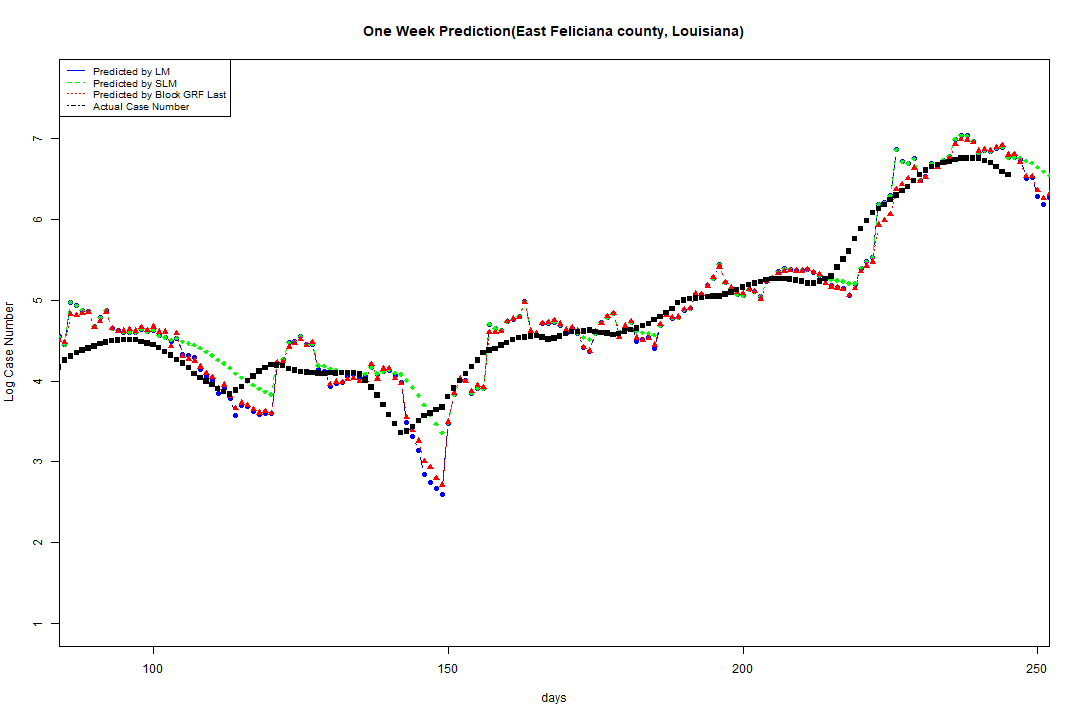 One Week Prediction(East Feliciana county, Louisiana)
Predicted by LM
Predicted by SLM
Predicted by Block GRF Last
Actual Case Number
7
6
5
4
3
2
1
Log Case Number
100 150 200 250
days